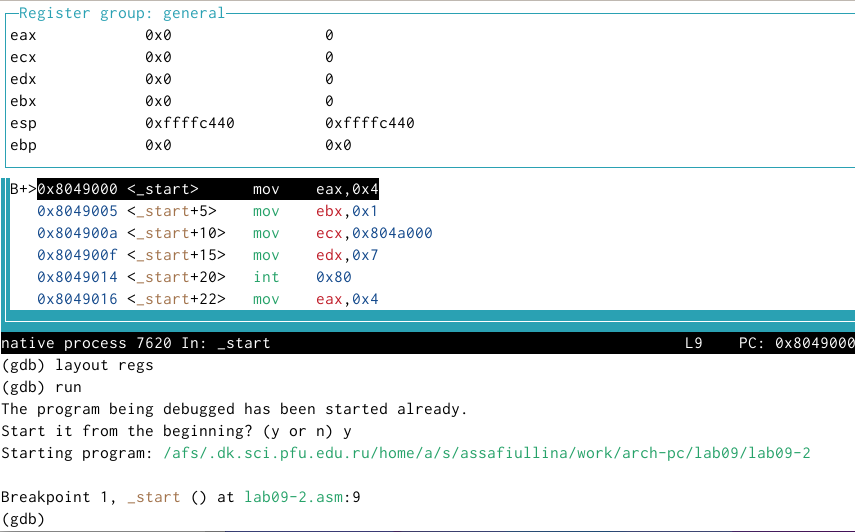 Register group: general
eax 0x0 0
ecx 0x0 0
edx 0x0 0
ebx 0x0 0
esp 0xffffc440 0xffffc440
ebp 0x0 0x0
B+>0x8049000 <_start> mov eax,0x4
0x8049005 <_start+5> mov ebx,0x1
0x804900a <_start+10> mov ecx,0x804a000
0x804900f <_start+15> mov edx,0x7
0x8049014 <_start+20> int 0x80
0x8049016 <_start+22> mov eax,0x4
native process 7620 In: _start L9 PC: 0x8049000
(gdb) layout regs
(gdb) run
The program being debugged has been started already.
Start it from the beginning? (y or n) y
Starting program: /afs/.dk.sci.pfu.edu.ru/home/a/s/assafiullina/work/arch-pc/lab09/lab09-2
Breakpoint 1, _start () at lab09-2.asm:9
(gdb)